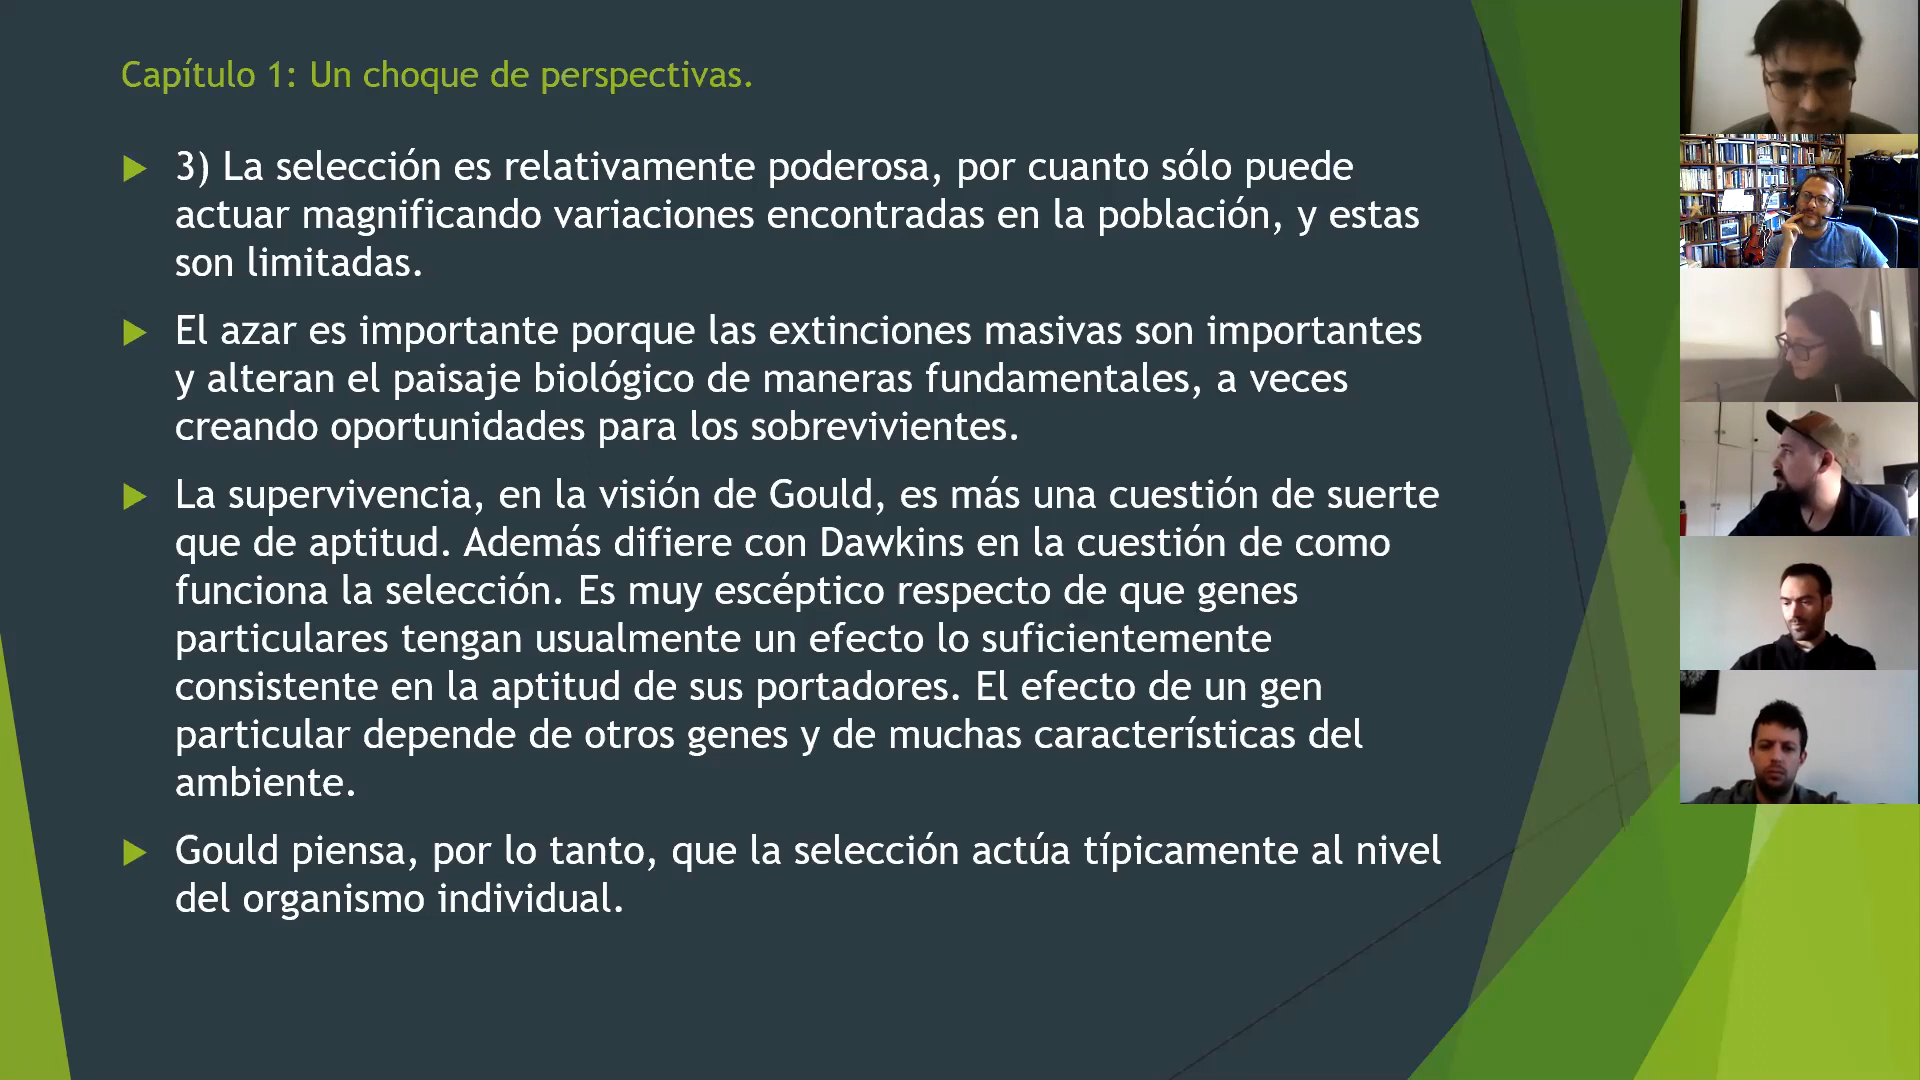 Capítulo 1: Un choque de perspectivas.
3) La selección es relativamente poderosa, por cuanto sólo puede
actuar magnificando variaciones encontradas en la población, y estas
son limitadas.
El azar es importante porque las extinciones masivas son importantes
y alteran el paisaje biológico de maneras fundamentales, a veces
creando oportunidades para los sobrevivientes.
La supervivencia, en la visión de Gould, es más una cuestión de suerte
que de aptitud. Además difiere con Dawkins en la cuestión de como
funciona la selección. Es muy escéptico respecto de que genes
particulares tengan usualmente un efecto lo suficientemente
consistente en la aptitud de sus portadores. El efecto de un gen
particular depende de otros genes y de muchas características del
ambiente.
Gould piensa, por lo tanto, que la selección actúa típicamente al nivel
del organismo individual.